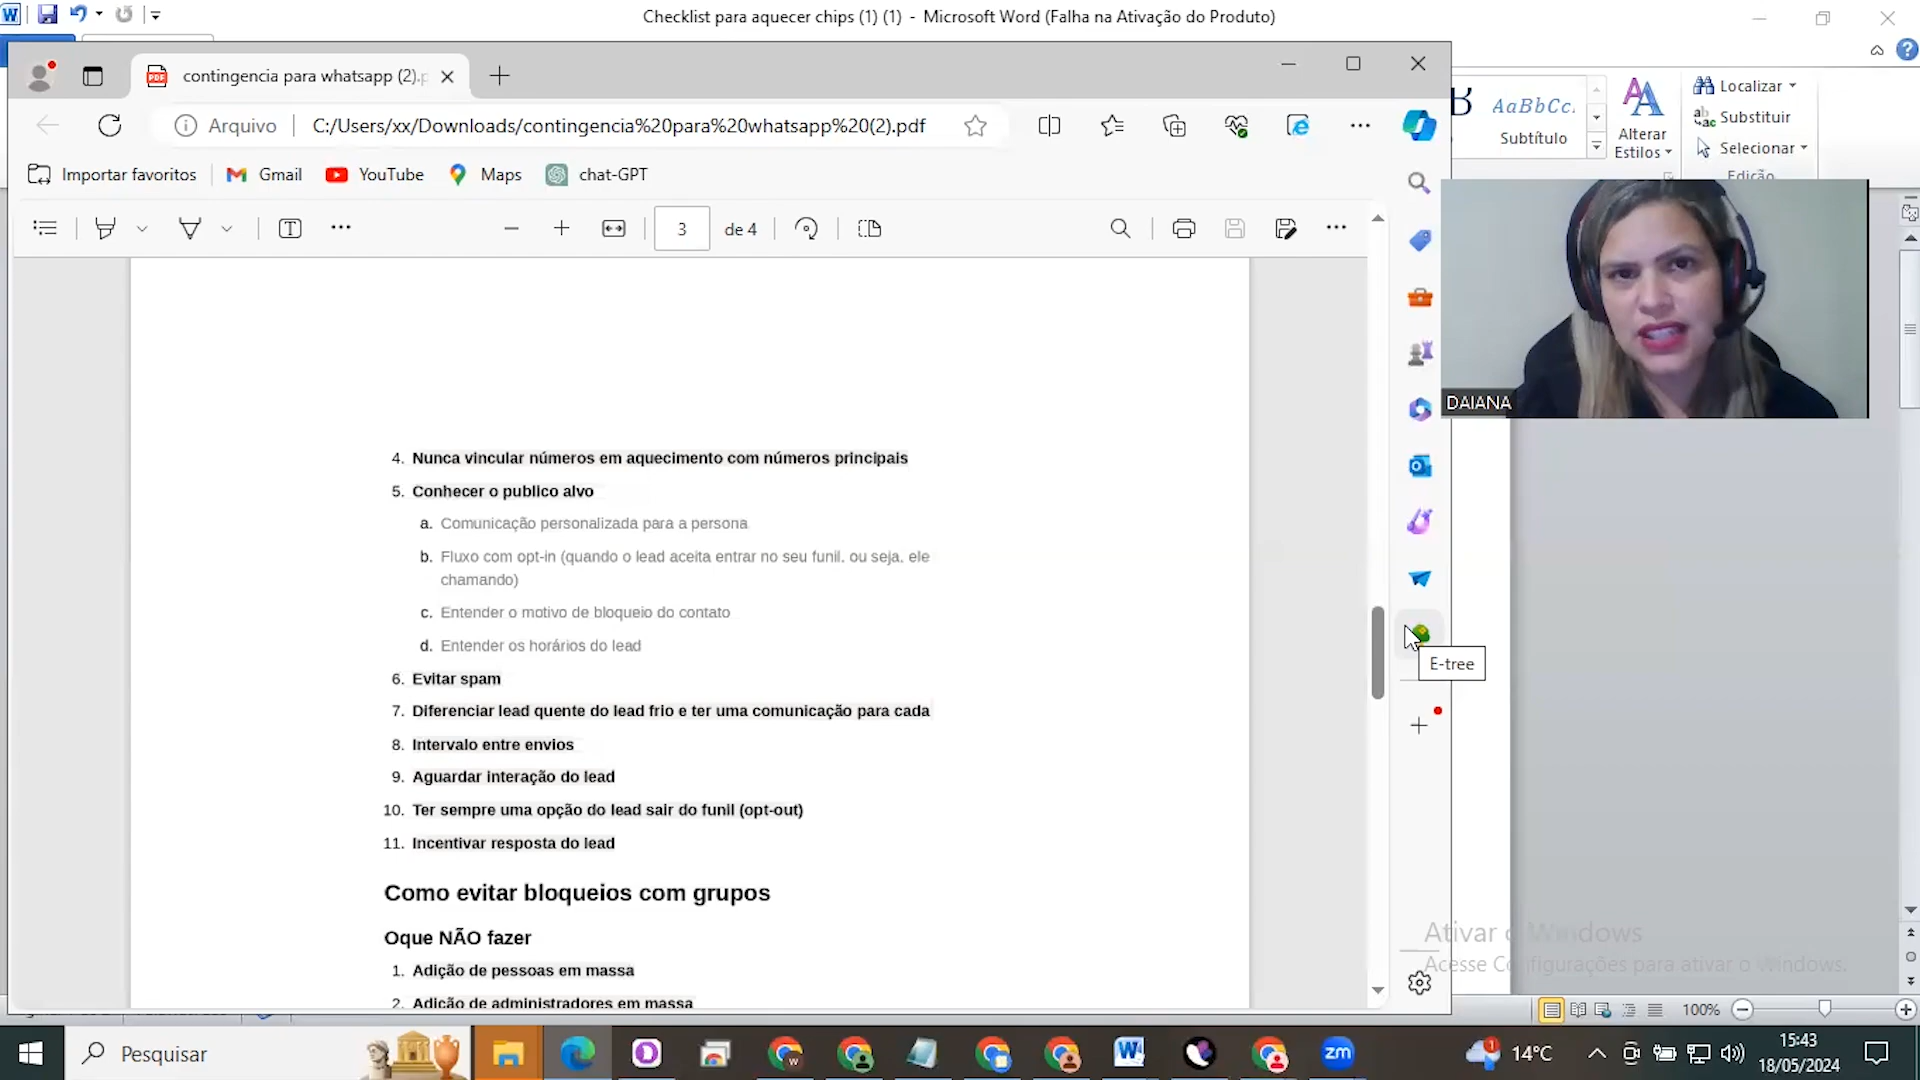 Checklist para aquecer chips (1) (1) - Microsoft Word (Falha na Ativação do Produto)
contingencia para whatsapp (2).p
Arquivo
C:/Users/xx/Downloads/contingencia%20para%20whatsapp%20(2).pdf
Importar favoritos
Gmail
YouTube
Maps
chat-GPT
3 de 4
AaBbCc.
Subtítulo
Alterar
Estilos
Localizar
Substituir
Selecionar
Edição
DAIANA
4. Nunca vincular números em aquecimento com números principais
5. Conhecer o publico alvo
a. Comunicação personalizada para a persona
b. Fluxo com opt-in (quando o lead aceita entrar no seu funil, ou seja, ele
chamando)
c. Entender o motivo de bloqueio do contato
d. Entender os horários do lead
6. Evitar spam
7. Diferenciar lead quente do lead frio e ter uma comunicação para cada
8. Intervalo entre envios
9. Aguardar interação do lead
10. Ter sempre uma opção do lead sair do funil (opt-out)
11. Incentivar resposta do lead
Como evitar bloqueios com grupos
Oque NÃO fazer
1. Adição de pessoas em massa
2. Adição de administradores em massa
E-tree
Ativar o Windows
Acesse Configurações para ativar o Windows.
100%
Pesquisar
zm
1
14°C
15:43
18/05/2024